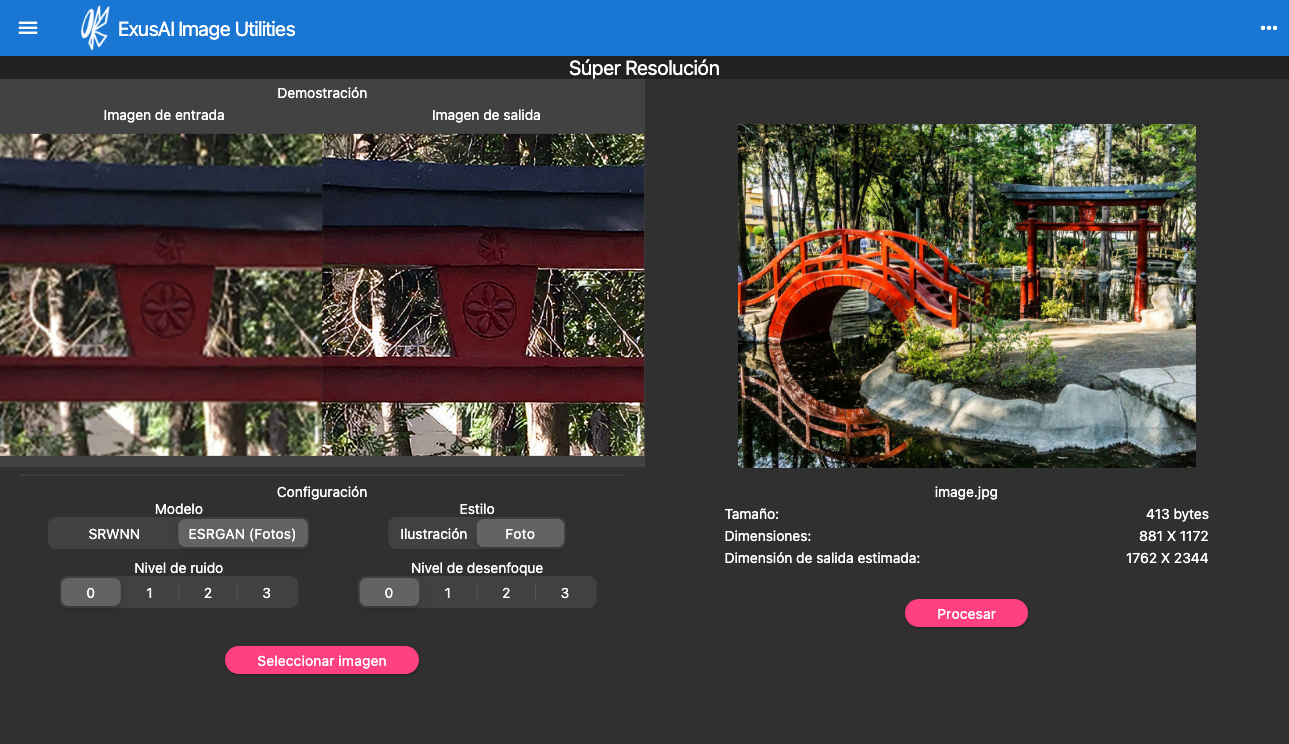 ExusAI Image Utilities
Súper Resolución
Demostración
Imagen de entrada Imagen de salida
Configuración
Modelo Estilo
SRWNN ESRGAN (Fotos) Ilustración Foto
Nivel de ruido Nivel de desenfoque
0 1 2 3 0 1 2 3
Seleccionar imagen
image.jpg
Tamaño: 413 bytes
Dimensiones: 881 X 1172
Dimensión de salida estimada: 1762 X 2344
Procesar